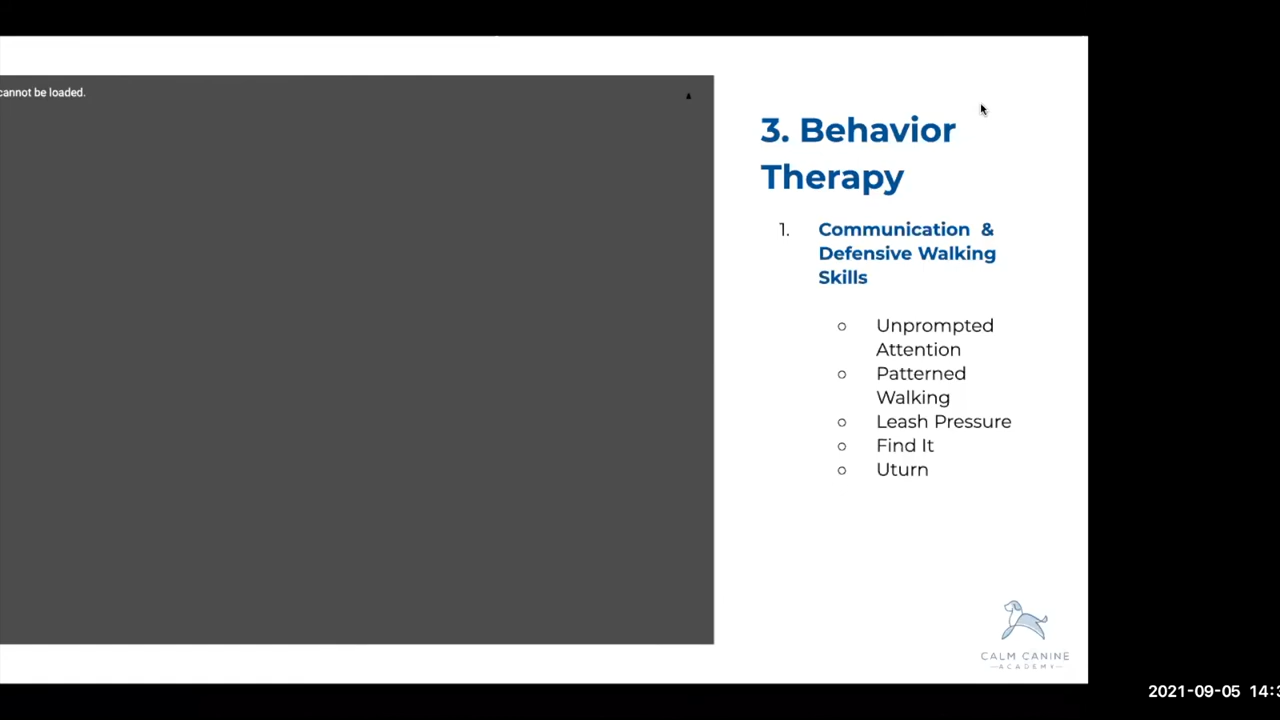 cannot be loaded.
3. Behavior
Therapy
1. Communication &
Defensive Walking
Skills
○ Unprompted
Attention
○ Patterned
Walking
○ Leash Pressure
○ Find It
○ Uturn
CALM CANINE
ACADEMY
2021-09-05 14:3